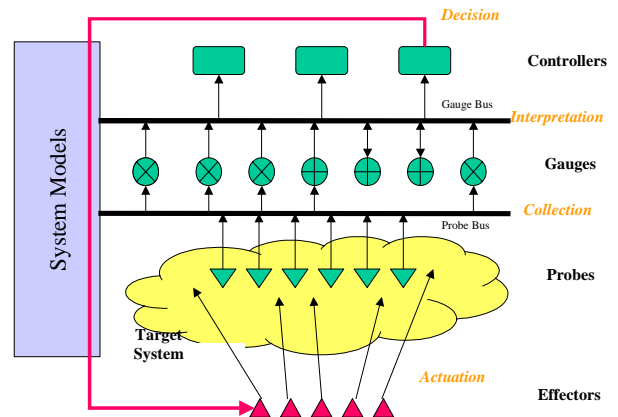 Decision
Controllers
Gauge Bus
Interpretation
System Models
Gauges
Collection
Probe Bus
Probes
Target
System
Actuation
Effectors